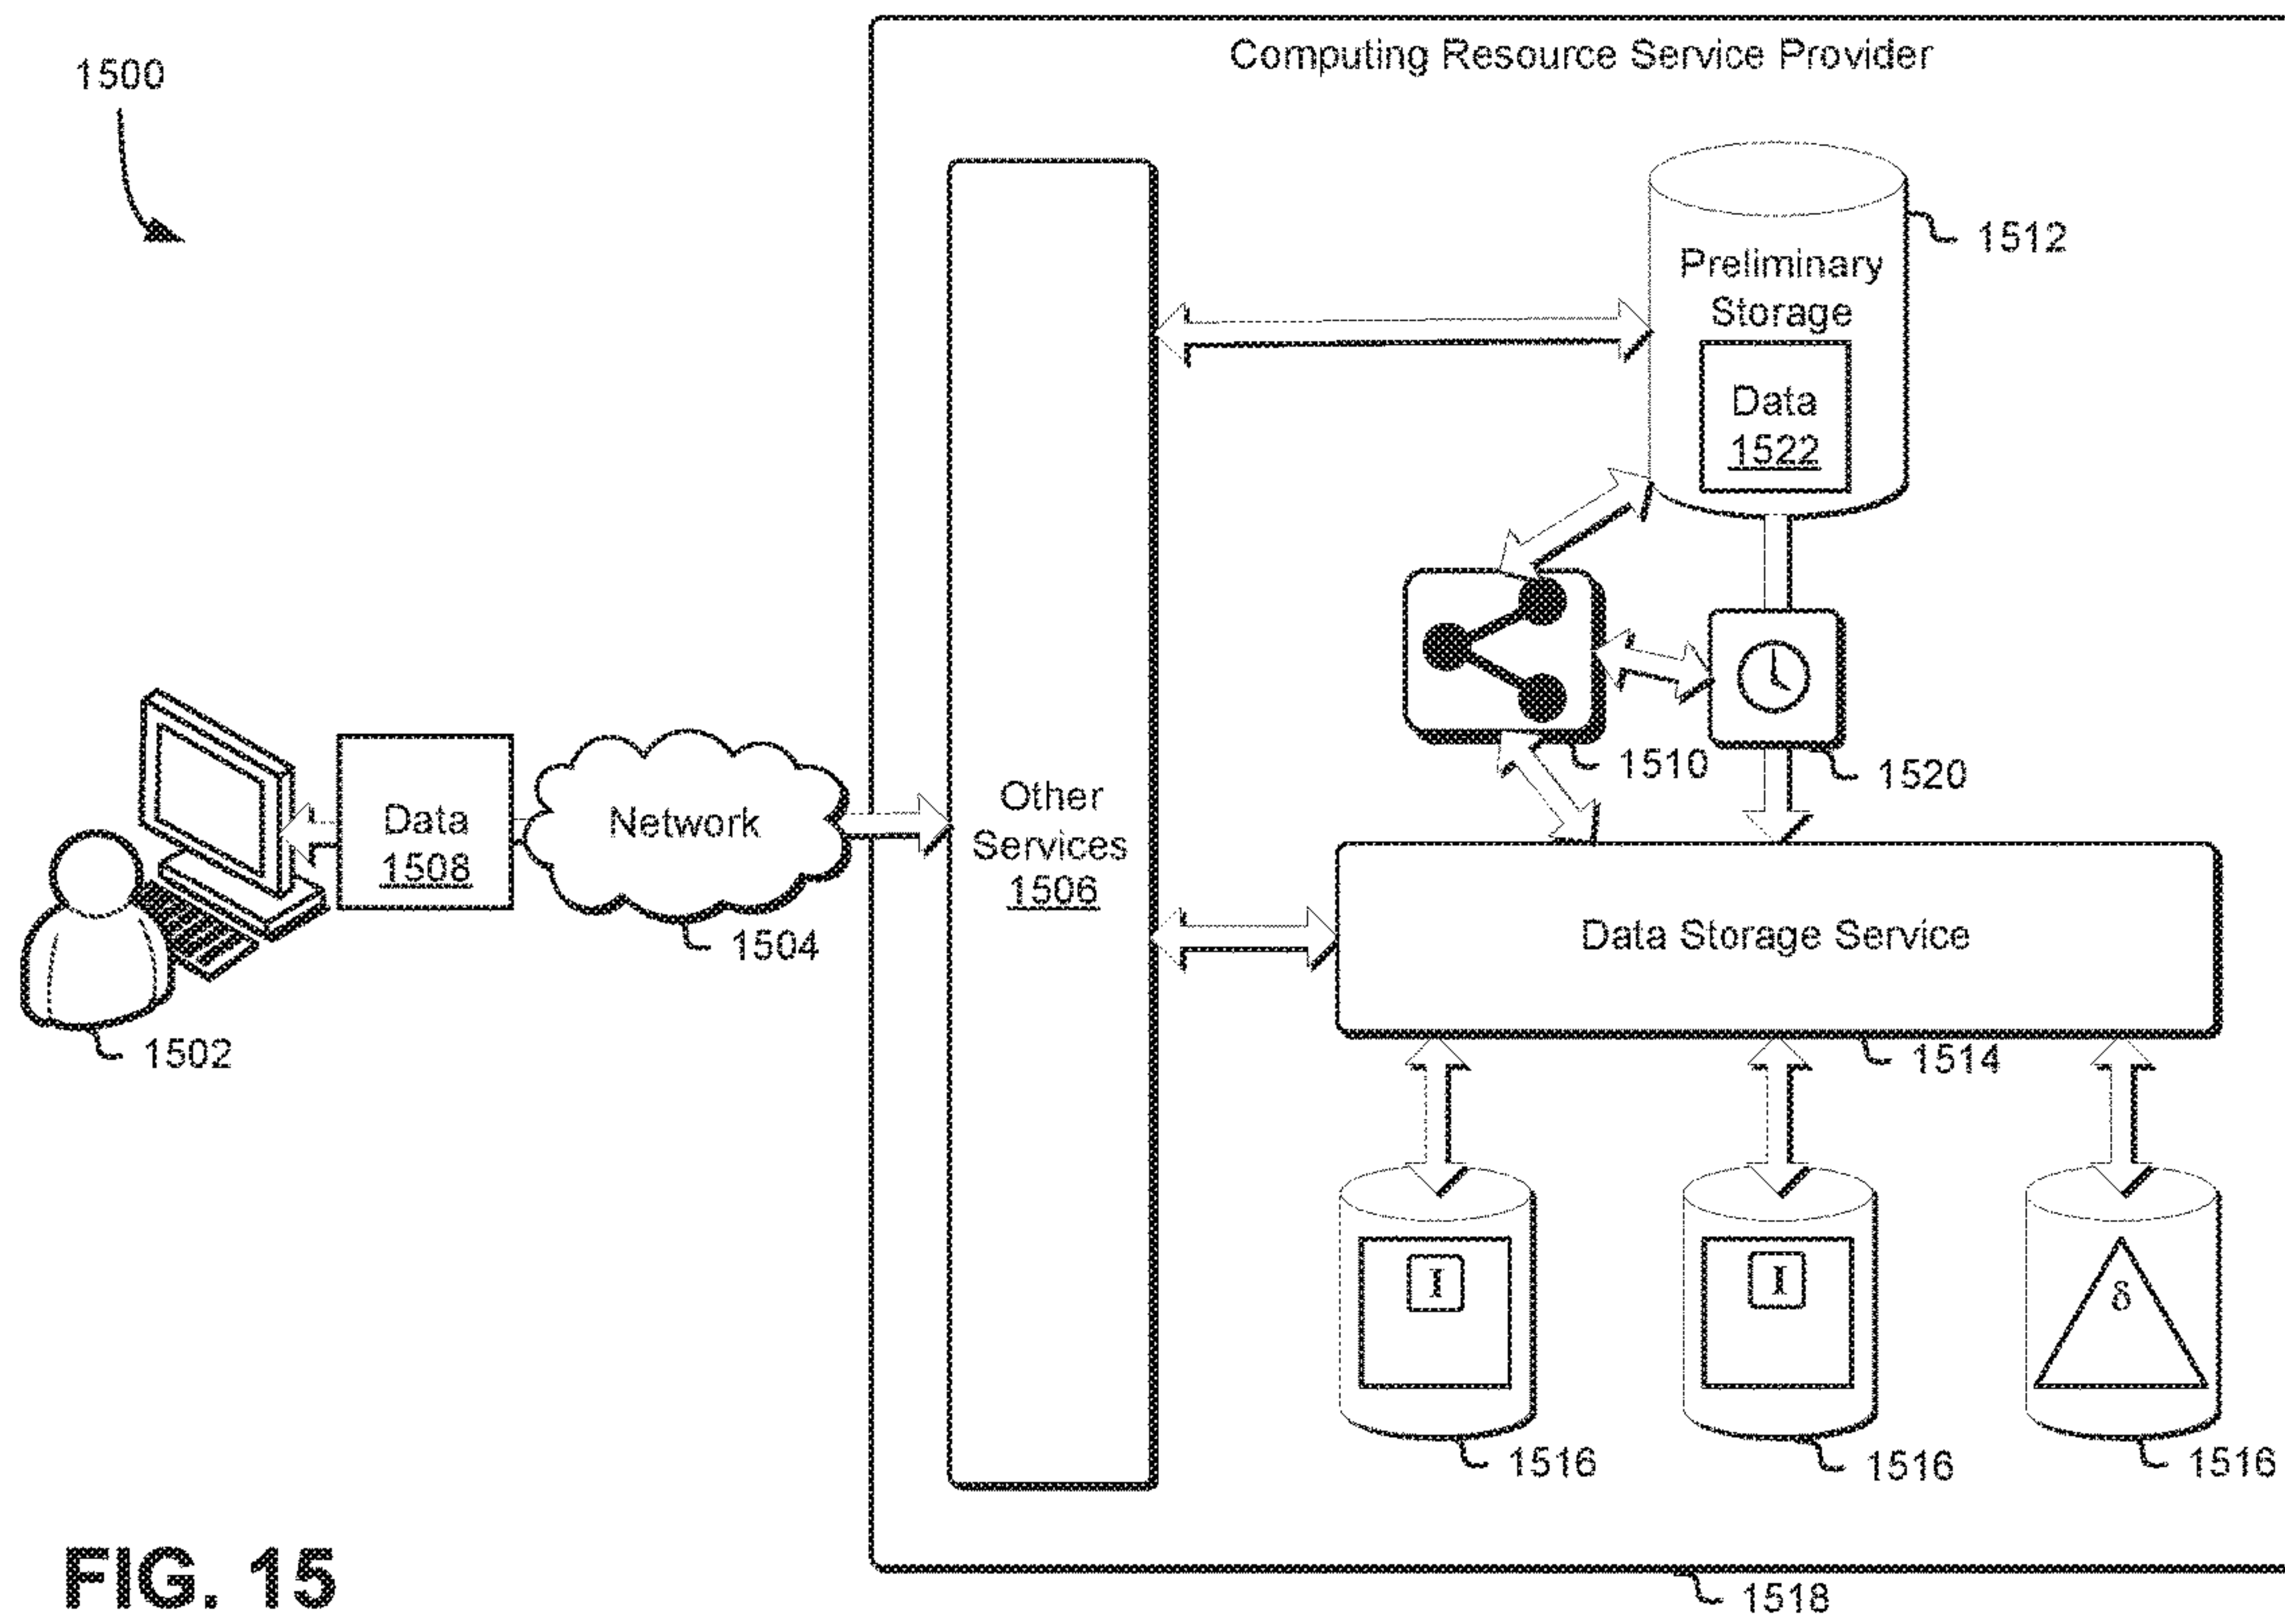 Computing Resource Service Provider
1500
1512
Preliminary
Storage
Data
1522
1510
1520
Other
Services
1506
Data
1508
Network
1504
Data Storage Service
1502
1514
I
I
δ
1516
1516
1516
FIG. 15
1518